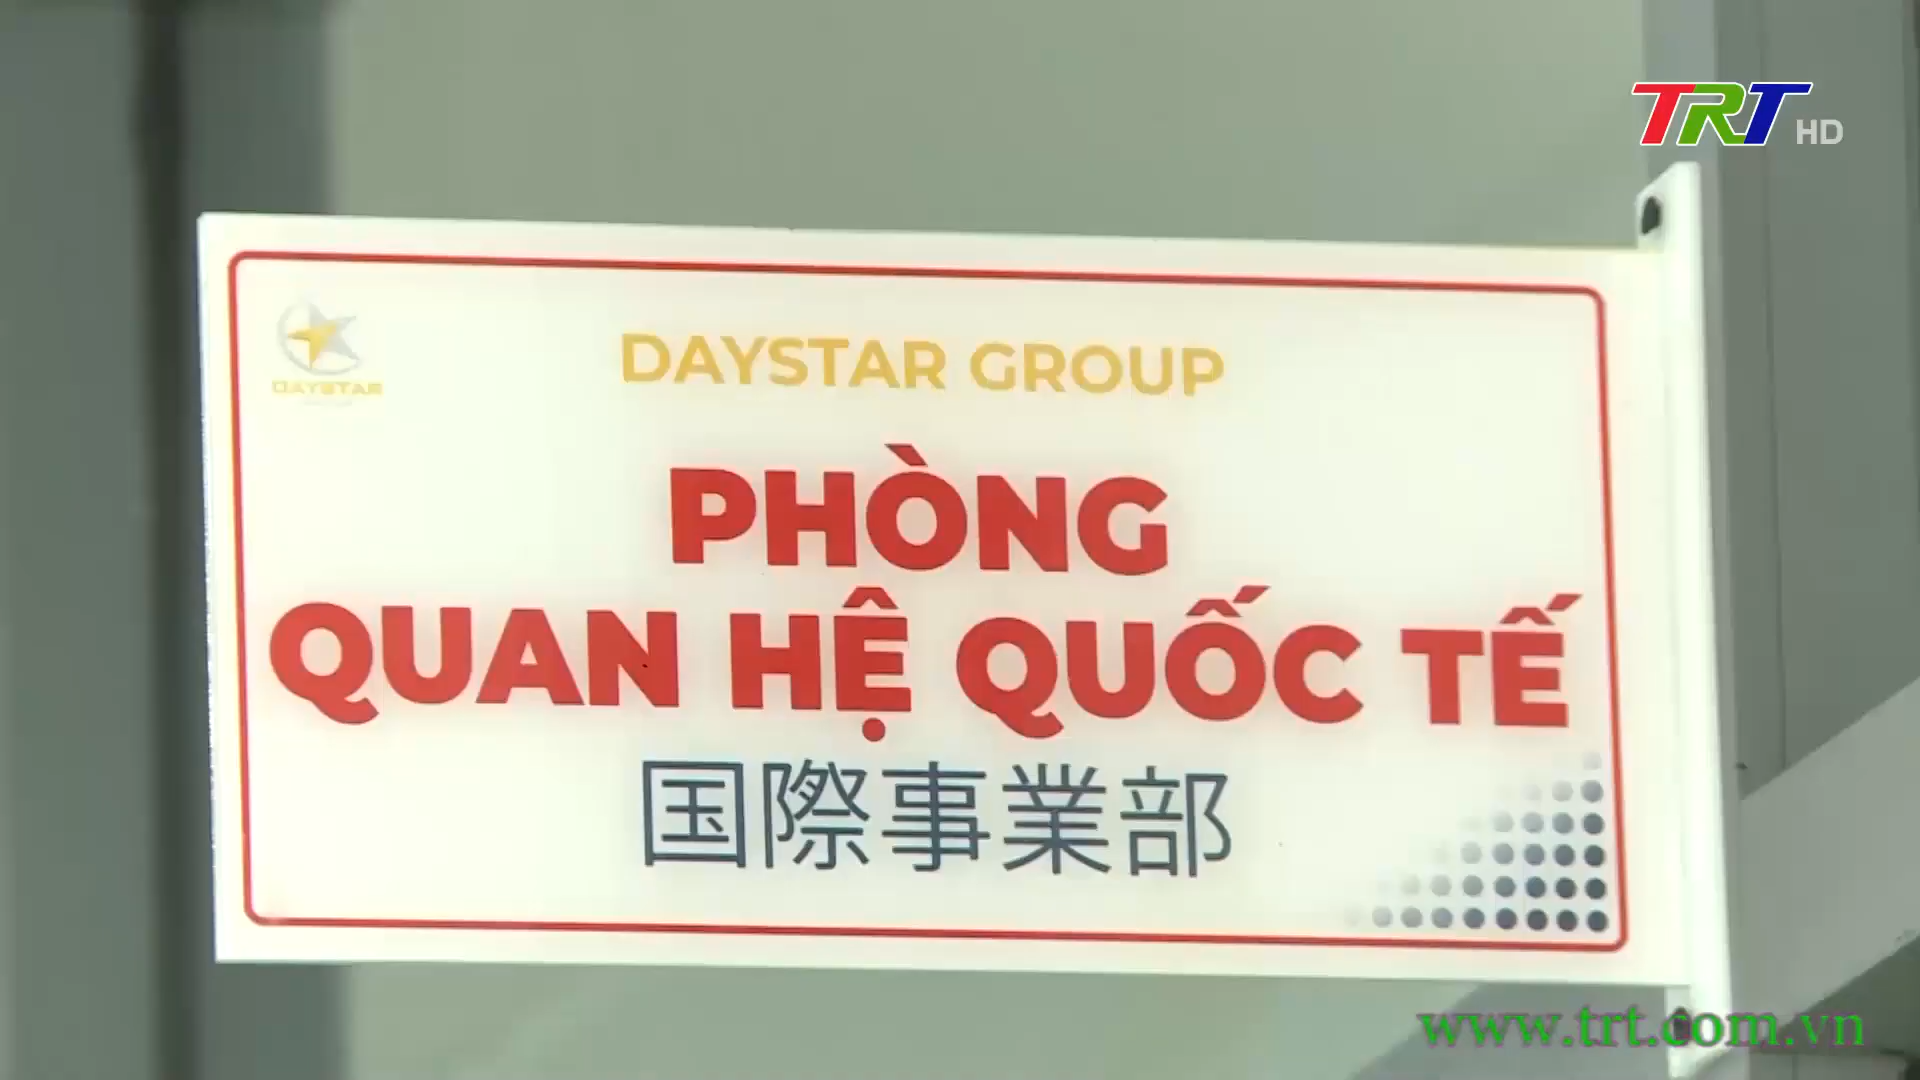 TRT HD
DAYSTAR
DAYSTAR GROUP
PHÒNG
QUAN HỆ QUỐC TẾ
国際事業部
www.trt.com.vn